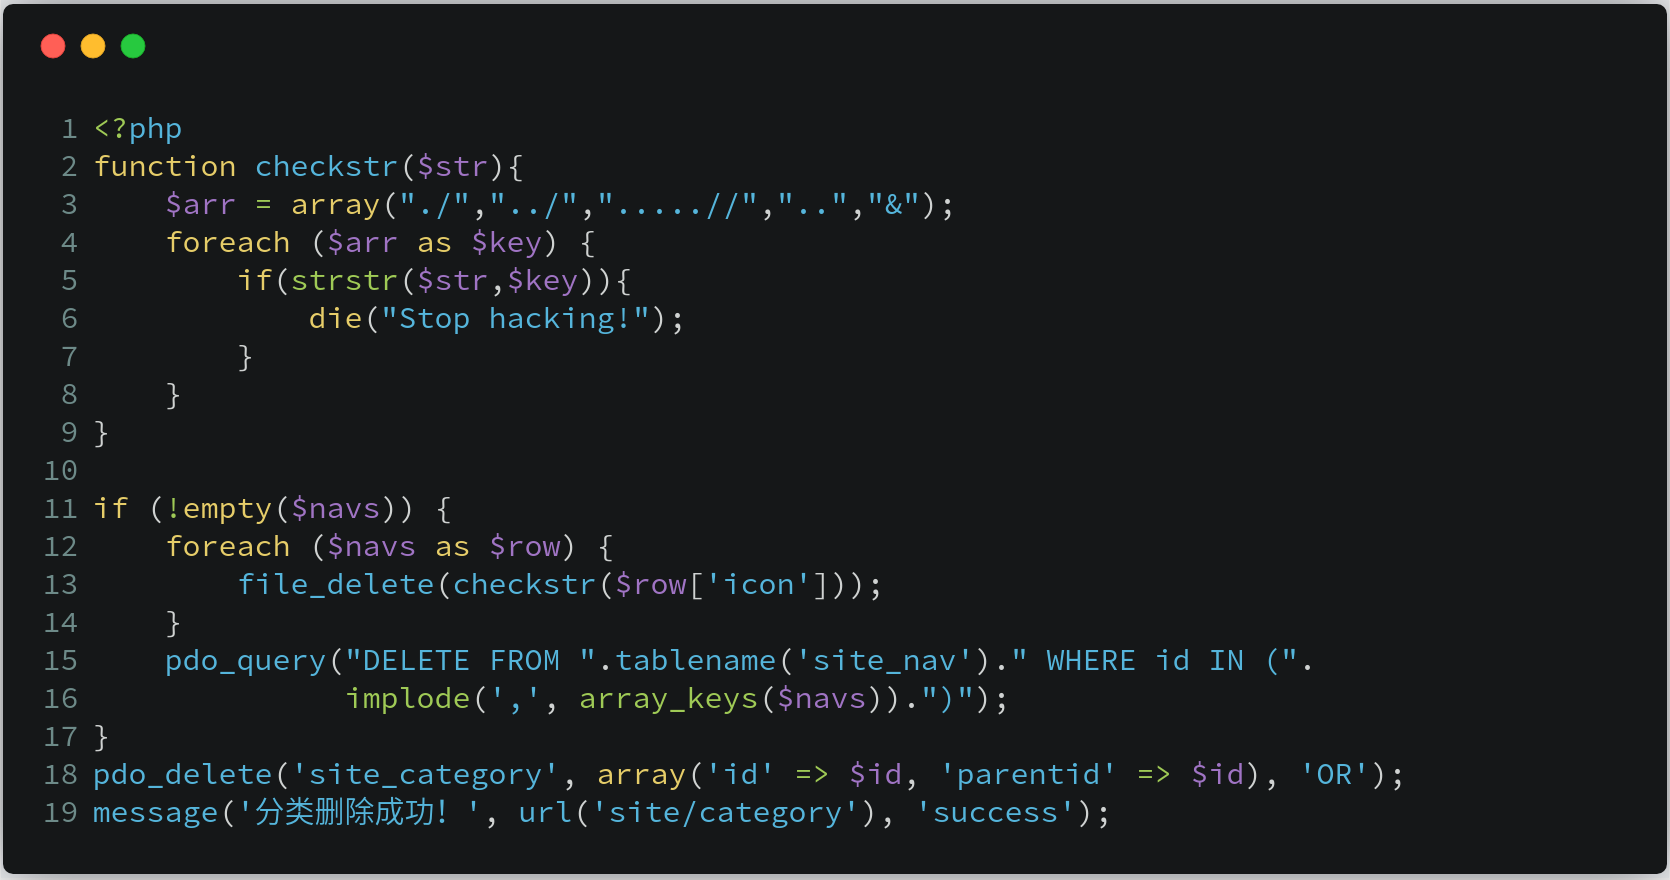 1 <?php
2 function checkstr($str){
3     $arr = array("./","../",".....//","..","&");
4     foreach ($arr as $key) {
5         if(strstr($str,$key)){
6             die("Stop hacking!");
7         }
8     }
9 }
10
11 if (!empty($navs)) {
12     foreach ($navs as $row) {
13         file_delete(checkstr($row['icon']));
14     }
15     pdo_query("DELETE FROM ".tablename('site_nav')." WHERE id IN (".
16               implode(',', array_keys($navs)).")");
17 }
18 pdo_delete('site_category', array('id' => $id, 'parentid' => $id), 'OR');
19 message('分类删除成功！', url('site/category'), 'success');